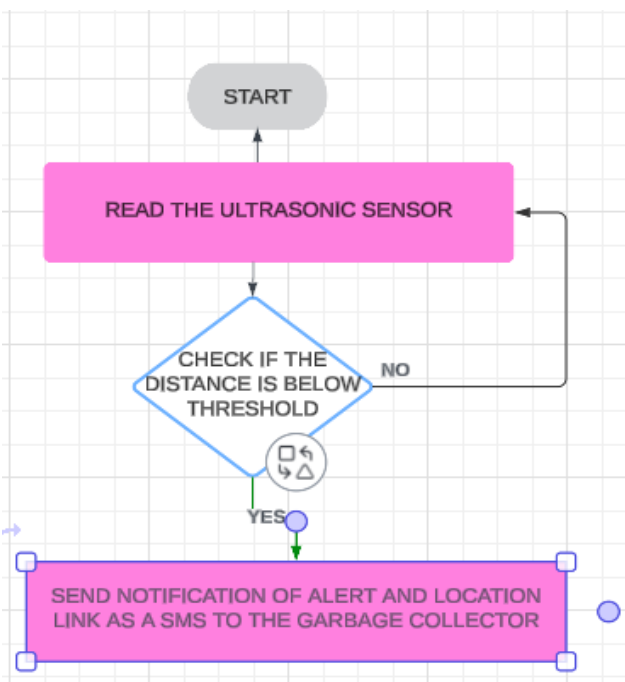 START
READ THE ULTRASONIC SENSOR
CHECK IF THE
DISTANCE IS BELOW
THRESHOLD
NO
YES
SEND NOTIFICATION OF ALERT AND LOCATION
LINK AS A SMS TO THE GARBAGE COLLECTOR